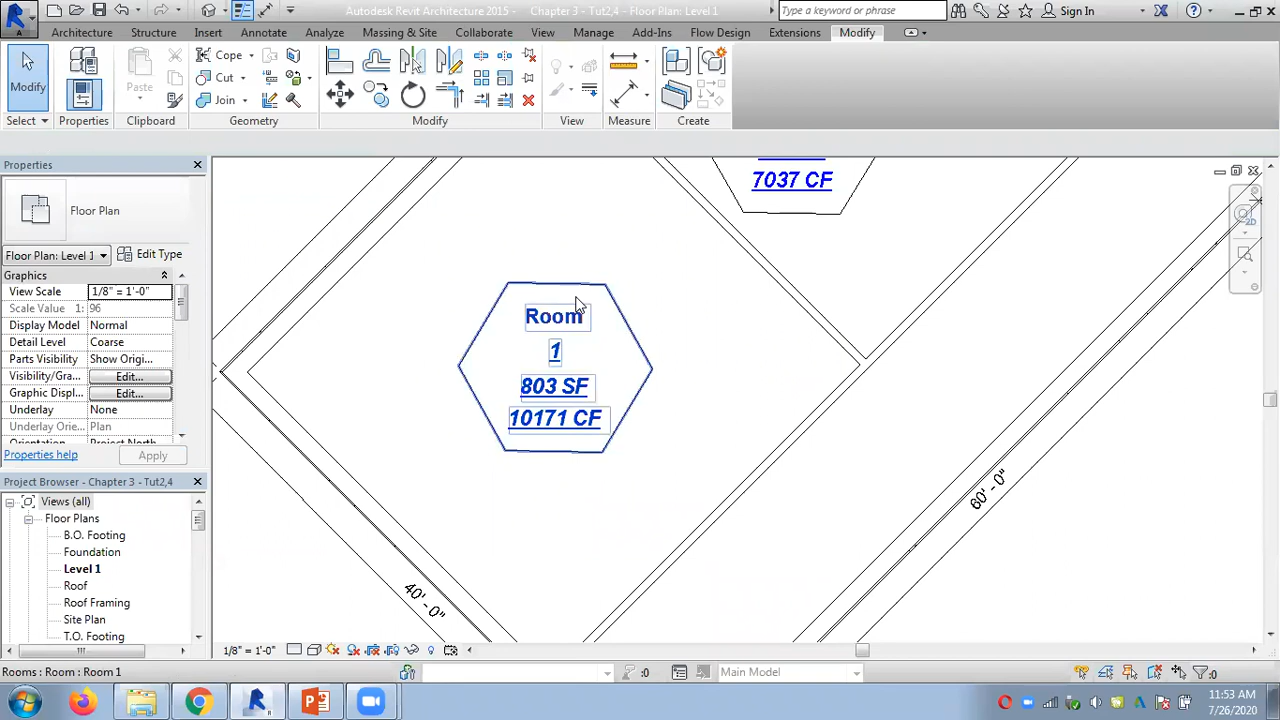 Autodesk Revit Architecture 2015 - Chapter 3 - Tut2,4 - Floor Plan: Level 1
Type a keyword or phrase
Sign In
Architecture Structure Insert Annotate Analyze Massing & Site Collaborate View Manage Add-Ins Flow Design Extensions Modify
Modify
Paste
Cope
Cut
Join
Select Properties Clipboard Geometry Modify View Measure Create
Properties
Floor Plan
Floor Plan: Level 1
Edit Type
Graphics
View Scale 1/8" = 1'-0"
Scale Value 1: 96
Display Model Normal
Detail Level Coarse
Parts Visibility Show Origi...
Visibility/Gra... Edit...
Graphic Displ... Edit...
Underlay None
Underlay Orie... Plan
Orientation Project North
Properties help
Apply
Project Browser - Chapter 3 - Tut2,4
Views (all)
Floor Plans
B.O. Footing
Foundation
Level 1
Roof
Roof Framing
Site Plan
T.O. Footing
7037 CF
Room
1
803 SF
10171 CF
60' - 0"
40' - 0"
2D
1/8" = 1'-0"
Rooms : Room : Room 1
:0
Main Model
:0
11:53 AM
7/26/2020